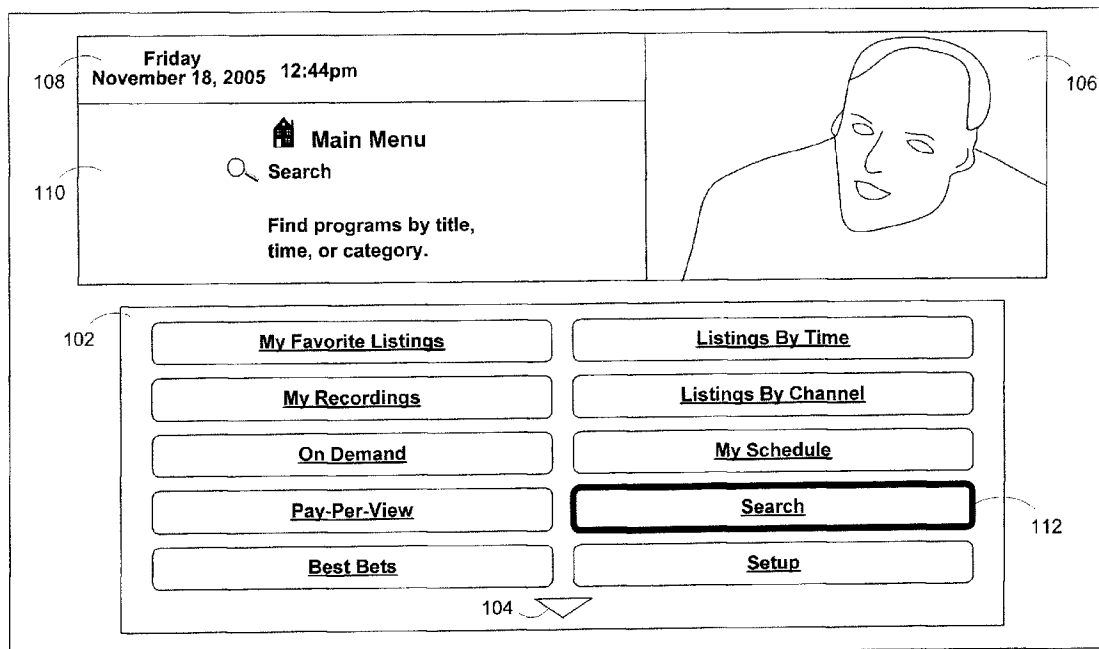 Friday
November 18, 2005 12:44pm
108
106
Main Menu
Search
110
Find programs by title,
time, or category.
102
My Favorite Listings
Listings By Time
My Recordings
Listings By Channel
On Demand
My Schedule
Pay-Per-View
Search
112
Best Bets
Setup
104